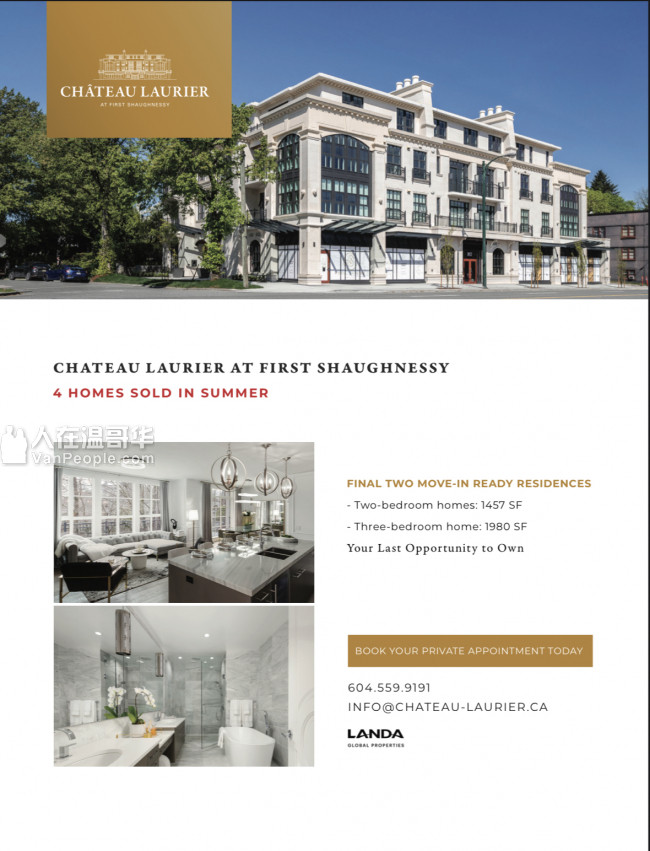 CHÂTEAU LAURIER
AT FIRST SHAUGHNESSY
CHATEAU LAURIER AT FIRST SHAUGHNESSY
4 HOMES SOLD IN SUMMER
人在温哥华
VanPeople.com
FINAL TWO MOVE-IN READY RESIDENCES
- Two-bedroom homes: 1457 SF
- Three-bedroom home: 1980 SF
Your Last Opportunity to Own
BOOK YOUR PRIVATE APPOINTMENT TODAY
604.559.9191
INFO@CHATEAU-LAURIER.CA
LANDA
GLOBAL PROPERTIES